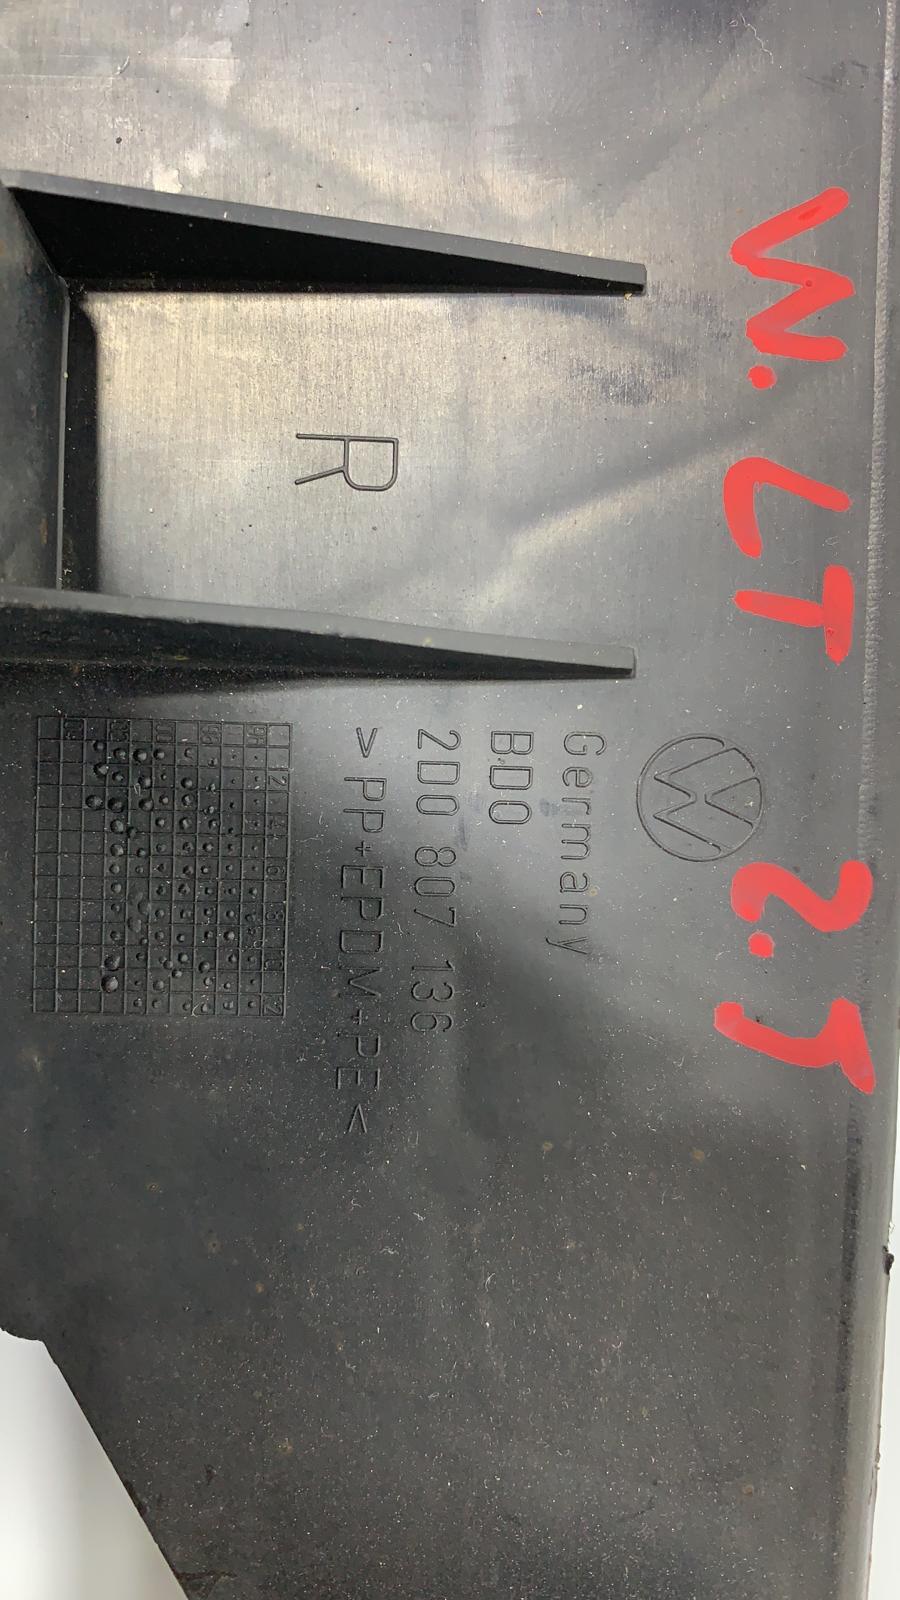 W. LT 2.5
Germany
BDO
2D0 807 136
>PP+EPDM+PE<
R